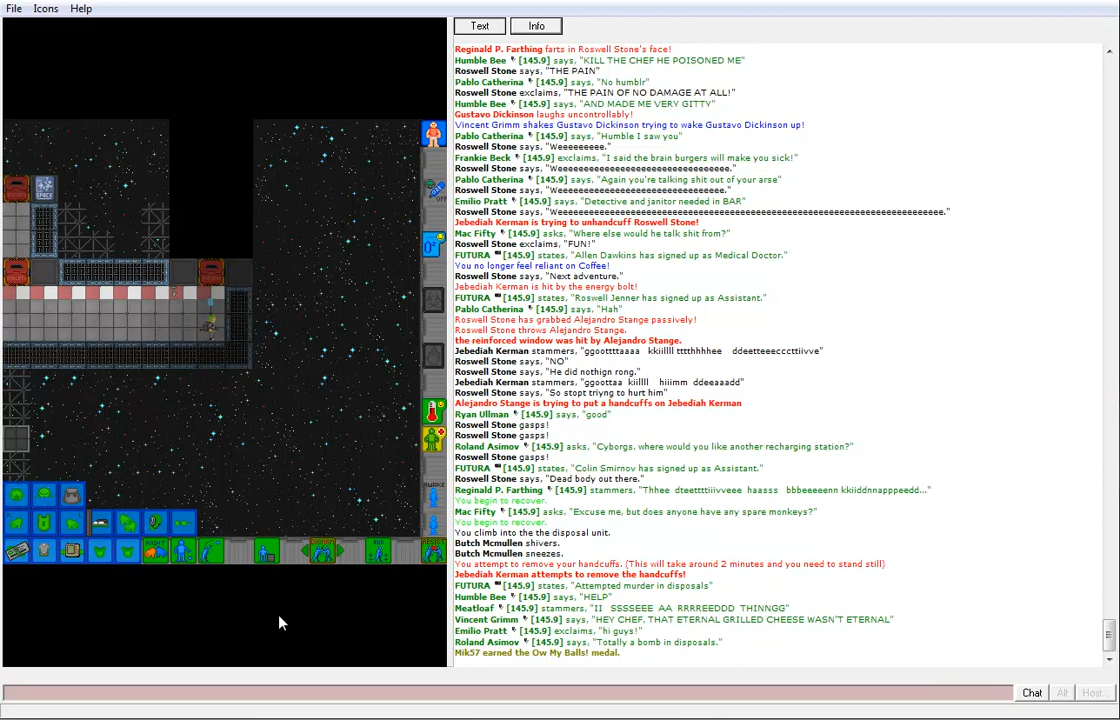 File Icons Help
Text Info
Reginald P. Farthing farts in Roswell Stone's face!
Humble Bee [145.9] says, "KILL THE CHEF HE POISONED ME"
Roswell Stone says, "THE PAIN"
Pablo Catherina [145.9] says, "No humblr"
Roswell Stone exclaims, "THE PAIN OF NO DAMAGE AT ALL!"
Humble Bee [145.9] says, "AND MADE ME VERY GITTY"
Gustavo Dickinson laughs uncontrollably!
Vincent Grimm shakes Gustavo Dickinson trying to wake Gustavo Dickinson up!
Pablo Catherina [145.9] says, "Humble I saw you"
Roswell Stone says, "Weeeeeeeee."
Frankie Beck [145.9] exclaims, "I said the brain burgers will make you sick!"
Roswell Stone says, "Weeeeeeeeeeeeeeeeeeeeeeeeeeeeee."
Pablo Catherina [145.9] says, "Again you're talking shit out of your arse"
Roswell Stone says, "Weeeeeeeeeeeeeeeeeeeeeeeeeeeee."
Emilio Pratt [145.9] says, "Detective and janitor needed in BAR"
Roswell Stone says, "Weeeeeeeeeeeeeeeeeeeeeeeeeeeeeeeeeeeeeeeeeeeeeeeeeeeeeeeeeeeeeeeeeee."
Jebediah Kerman is trying to unhandcuff Roswell Stone!
Mac Fifty [145.9] asks, "Where else would he talk shit from?"
Roswell Stone exclaims, "FUN!"
FUTURA [145.9] states, "Allen Dawkins has signed up as Medical Doctor."
You no longer feel reliant on Coffee!
Roswell Stone says, "Next adventure."
Jebediah Kerman is hit by the energy bolt!
FUTURA [145.9] states, "Roswell Jenner has signed up as Assistant."
Pablo Catherina [145.9] says, "Hah"
Roswell Stone has grabbed Alejandro Stange passively!
Roswell Stone throws Alejandro Stange.
the reinforced window was hit by Alejandro Stange.
Jebediah Kerman stammers, "ggoottttaaaa kkiillll tttthhhhee ddeetteeecccttiivve"
Roswell Stone says, "NO"
Roswell Stone says, "He did nothign rong."
Jebediah Kerman stammers, "ggoottaa kiillll hiiimm ddeeaaadd"
Roswell Stone says, "So stopt triyng to hurt him"
Alejandro Stange is trying to put a handcuffs on Jebediah Kerman
Ryan Ullman [145.9] says, "good"
Roswell Stone gasps!
Roswell Stone gasps!
Roland Asimov [145.9] asks, "Cyborgs, where would you like another recharging station?"
Roswell Stone gasps!
FUTURA [145.9] states, "Colin Smirnov has signed up as Assistant."
Roswell Stone says, "Dead body out there."
Reginald P. Farthing [145.9] stammers, "Thhee dteetttiiivveee haasss bbbeeeeenn kkiiddnnapppeedd..."
You begin to recover.
Mac Fifty [145.9] asks, "Excuse me, but does anyone have any spare monkeys?"
You begin to recover.
You climb into the the disposal unit.
Butch Mcmullen shivers.
Butch Mcmullen sneezes.
You attempt to remove your handcuffs. (This will take around 2 minutes and you need to stand still)
Jebediah Kerman attempts to remove the handcuffs!
FUTURA [145.9] states, "Attempted murder in disposals"
Humble Bee [145.9] says, "HELP"
Meatloaf [145.9] stammers, "II SSSEEEE AA RRRREEDDD THINNGG"
Vincent Grimm [145.9] says, "HEY CHEF, THAT ETERNAL GRILLED CHEESE WASN'T ETERNAL"
Emilio Pratt [145.9] exclaims, "hi guys!"
Roland Asimov [145.9] says, "Totally a bomb in disposals."
Mik57 earned the Ow My Balls! medal.
SPACE
OFF
AWAKE
RIGHT
DISARM
RUN
RESIST
Chat Alt Host...